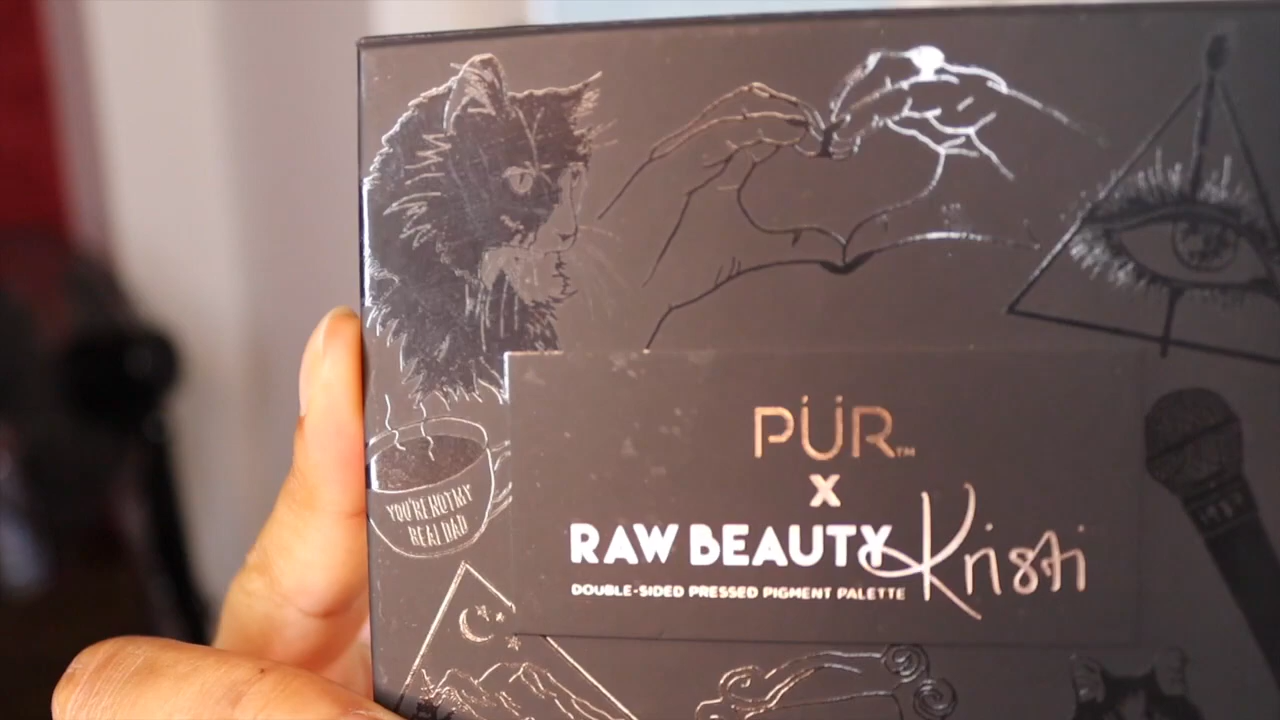 YOU'RE NOT MY
REAL DAD
PÜR™
X
RAW BEAUTY Kristi
DOUBLE-SIDED PRESSED PIGMENT PALETTE